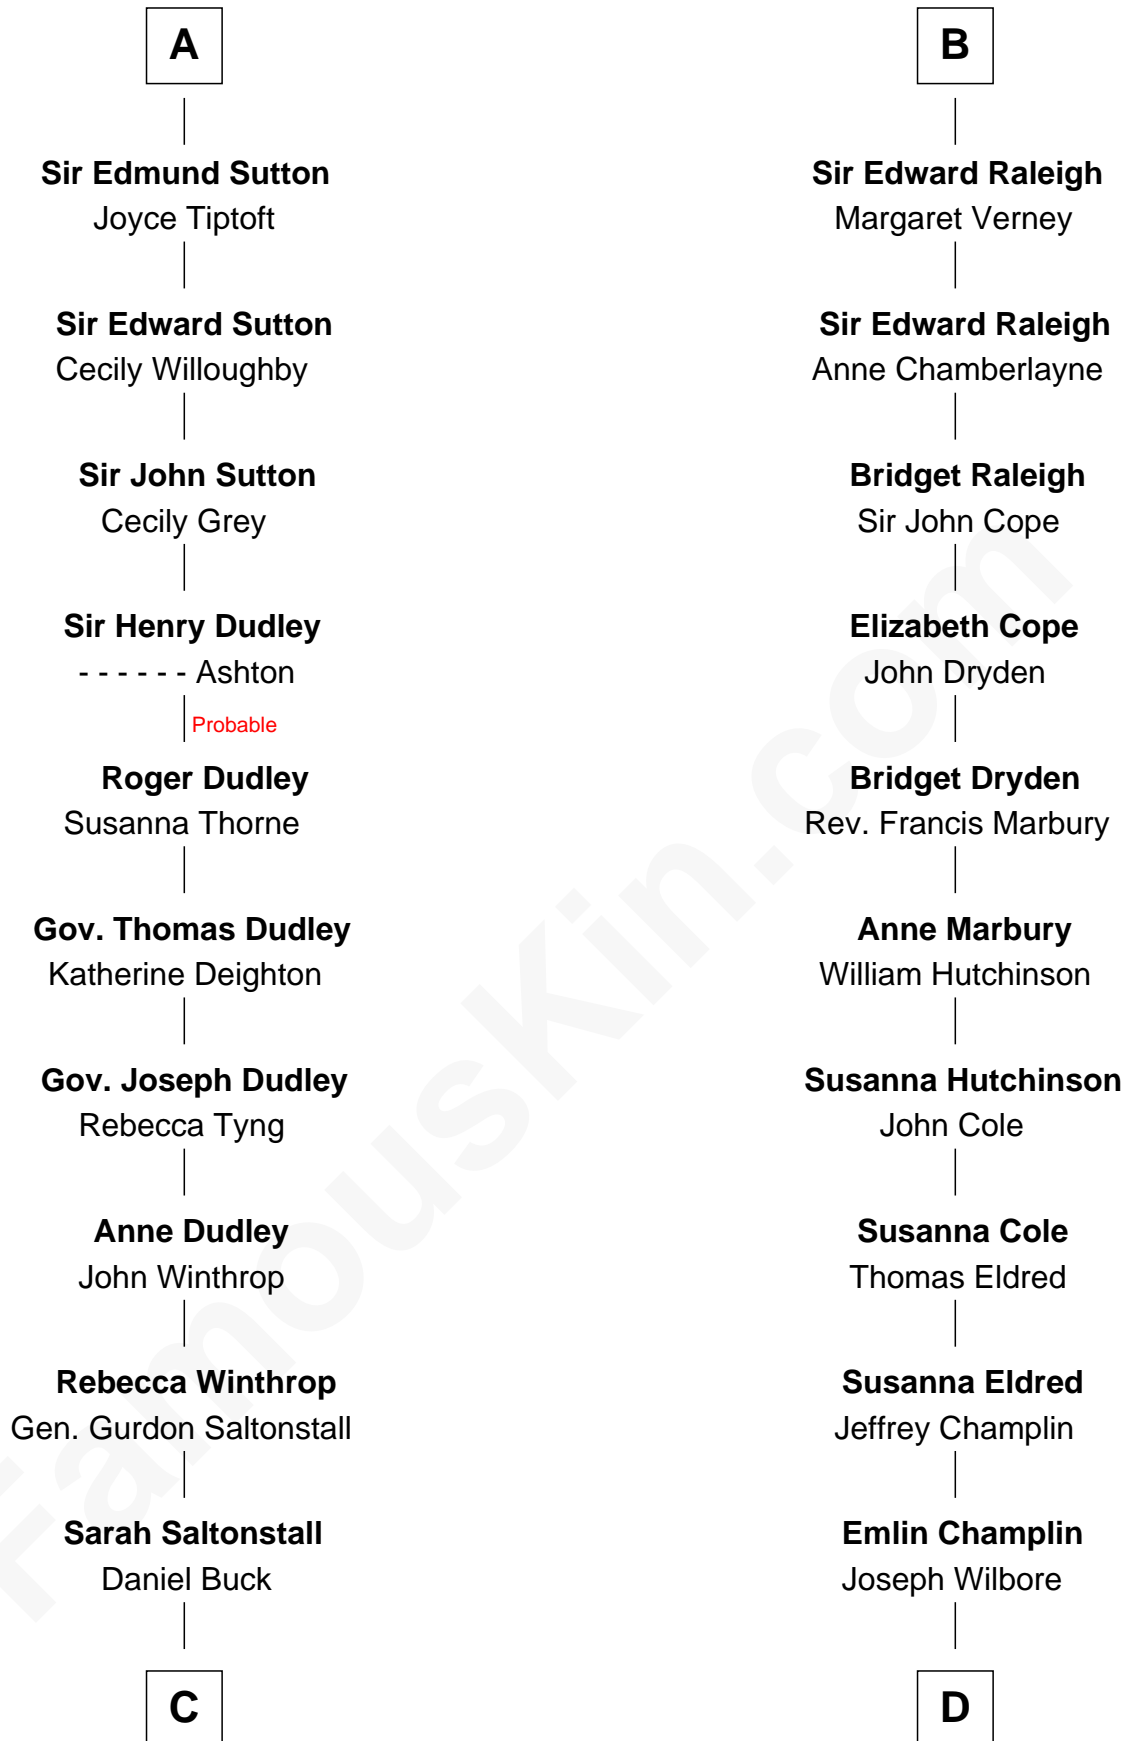 A
Sir Edmund Sutton
Joyce Tiptoft
Sir Edward Sutton
Cecily Willoughby
Sir John Sutton
Cecily Grey
Sir Henry Dudley
- - - - - - Ashton
Probable
Roger Dudley
Susanna Thorne
Gov. Thomas Dudley
Katherine Deighton
Gov. Joseph Dudley
Rebecca Tyng
Anne Dudley
John Winthrop
Rebecca Winthrop
Gen. Gurdon Saltonstall
Sarah Saltonstall
Daniel Buck
C
B
Sir Edward Raleigh
Margaret Verney
Sir Edward Raleigh
Anne Chamberlayne
Bridget Raleigh
Sir John Cope
Elizabeth Cope
John Dryden
Bridget Dryden
Rev. Francis Marbury
Anne Marbury
William Hutchinson
Susanna Hutchinson
John Cole
Susanna Cole
Thomas Eldred
Susanna Eldred
Jeffrey Champlin
Emlin Champlin
Joseph Wilbore
D
FamousKin.com